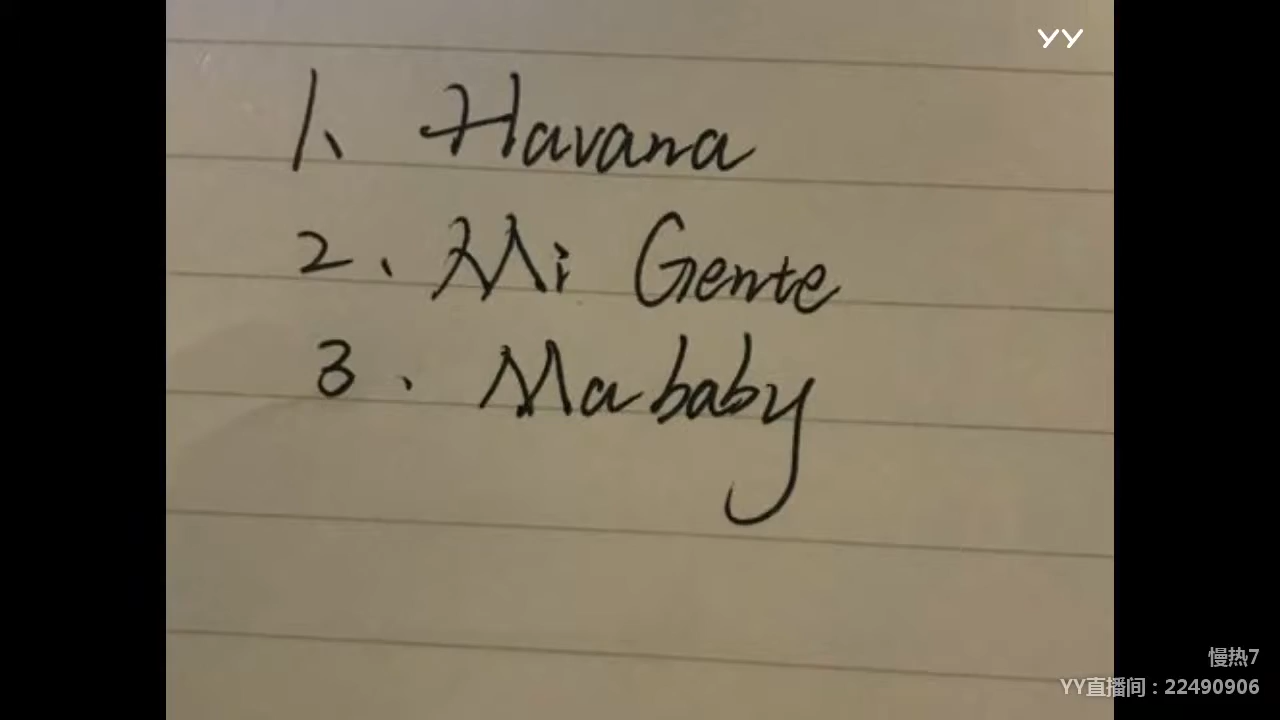 YY
1、Havana
2、Mi Gente
3、Ma baby
慢热7
YY直播间：22490906